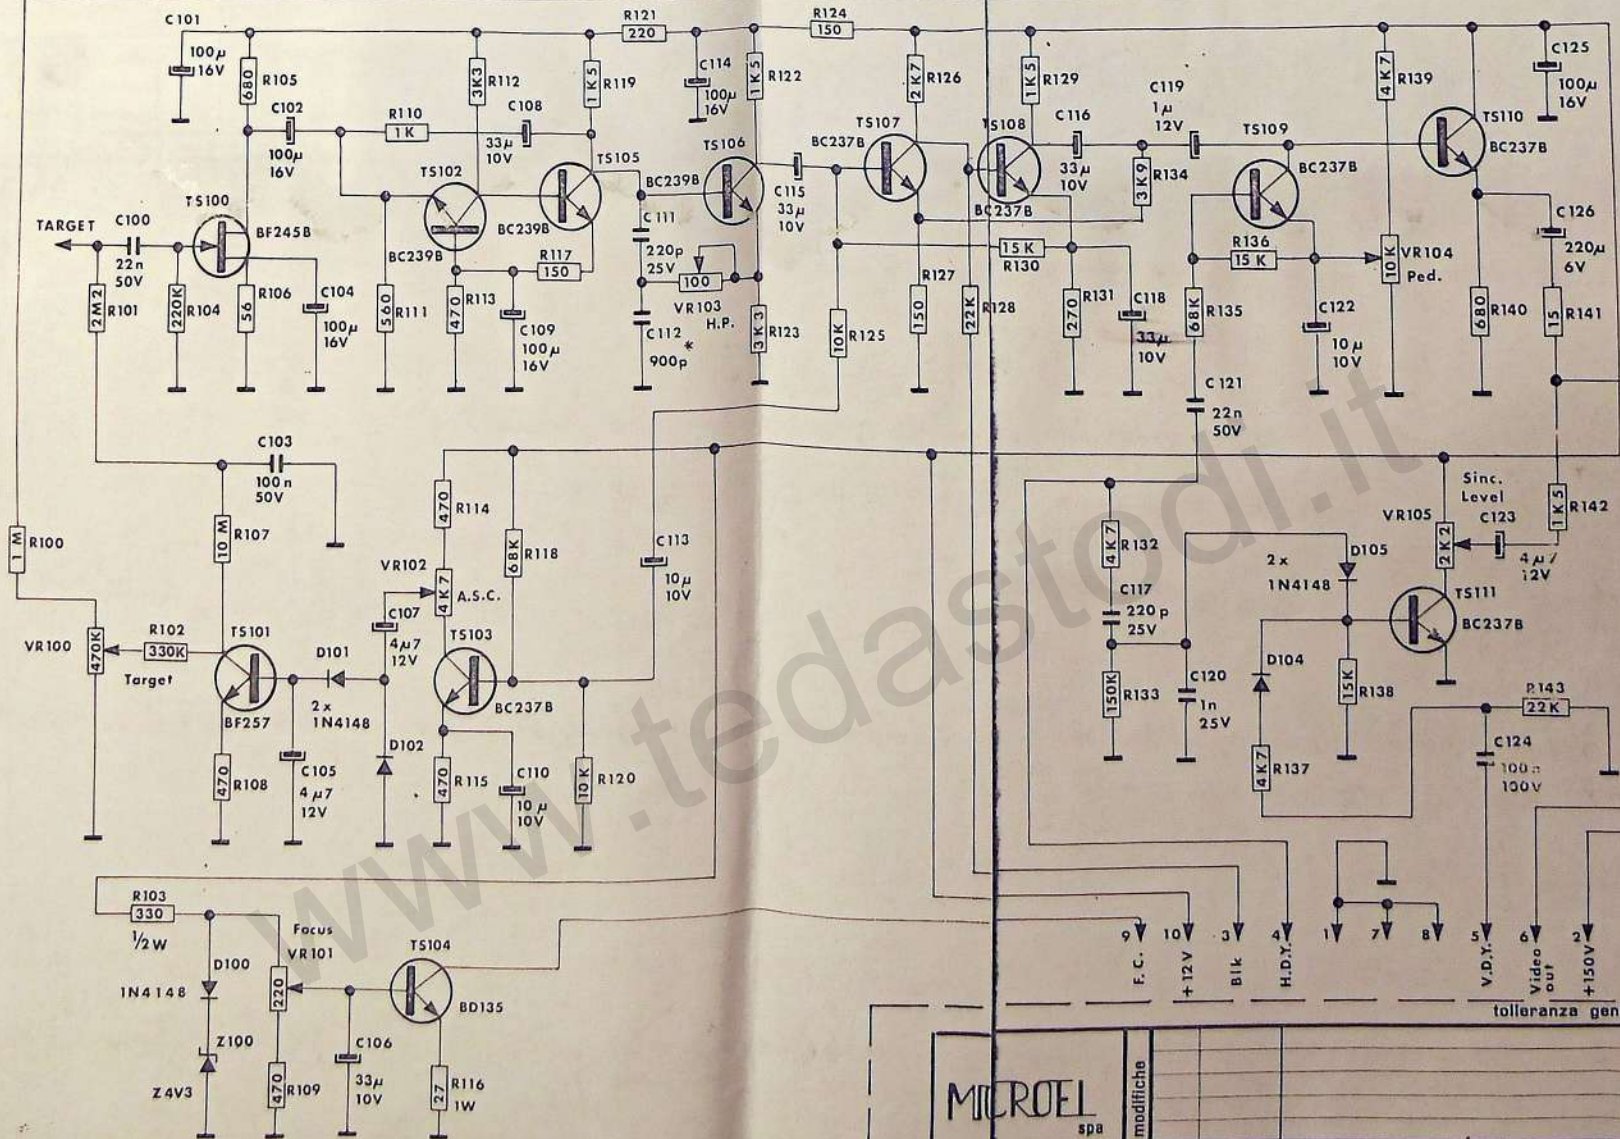 C101
100µ
16V
680
R105
C102
100µ
16V
R110
1K
C108
33µ
10V
3K3
R112
R121
220
1K5
R119
C114
100µ
16V
R124
150
1K5
R122
2K7
R126
1K5
R129
C116
33µ
10V
C119
1µ
12V
3K9
R134
4K7
R139
C125
100µ
16V
TARGET
C100
22n
50V
TS100
BF245B
TS102
BC239B
TS105
BC239B
TS106
BC239B
C115
33µ
10V
TS107
BC237B
TS108
BC237B
TS109
BC237B
TS110
BC237B
2M2
R101
220K
R104
56
R106
C104
100µ
16V
560
R111
470
R113
R117
150
C109
100µ
16V
C111
220p
25V
100
VR103
H.P.
C112
*
900p
3K3
R123
10K
R125
R127
150
22K
R128
15K
R130
270
R131
C118
33µ
10V
R136
15K
68K
R135
C122
10µ
10V
10K
VR104
Ped.
680
R140
C126
220µ
6V
15
R141
C121
22n
50V
C103
100n
50V
1M
R100
10M
R107
470
R114
VR102
4K7
A.S.C.
68K
R118
C113
10µ
10V
C107
4µ7
12V
VR100
470K
R102
330K
Target
TS101
BF257
D101
2x
1N4148
TS103
BC237B
470
R108
C105
4µ7
12V
D102
470
R115
C110
10µ
10V
10K
R120
4K7
R132
C117
220p
25V
150K
R133
C120
1n
25V
2x
1N4148
D105
D104
15K
R138
4K7
R137
Sinc.
Level
VR105
2K2
C123
4µ7
12V
1K5
R142
TS111
BC237B
R143
22K
C124
100n
100V
R103
330
½W
D100
1N4148
Z100
Z4V3
Focus
VR101
220
470
R109
C106
33µ
10V
TS104
BD135
27
R116
1W
9
F.C.
10
+12V
3
Blk
4
H.D.Y.
1
7
8
5
V.D.Y.
6
Video
out
2
+150V
tolleranza gen
MICROEL
spa
modifiche
www.tedastodi.it